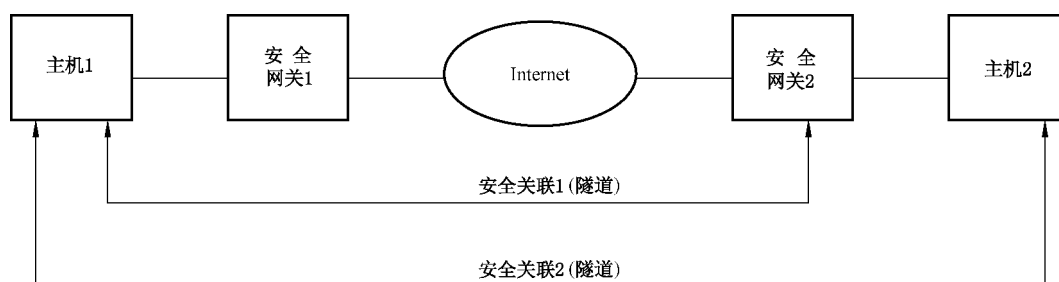 主机1
安 全
网关1
Internet
安 全
网关2
主机2
安全关联1(隧道)
安全关联2(隧道)